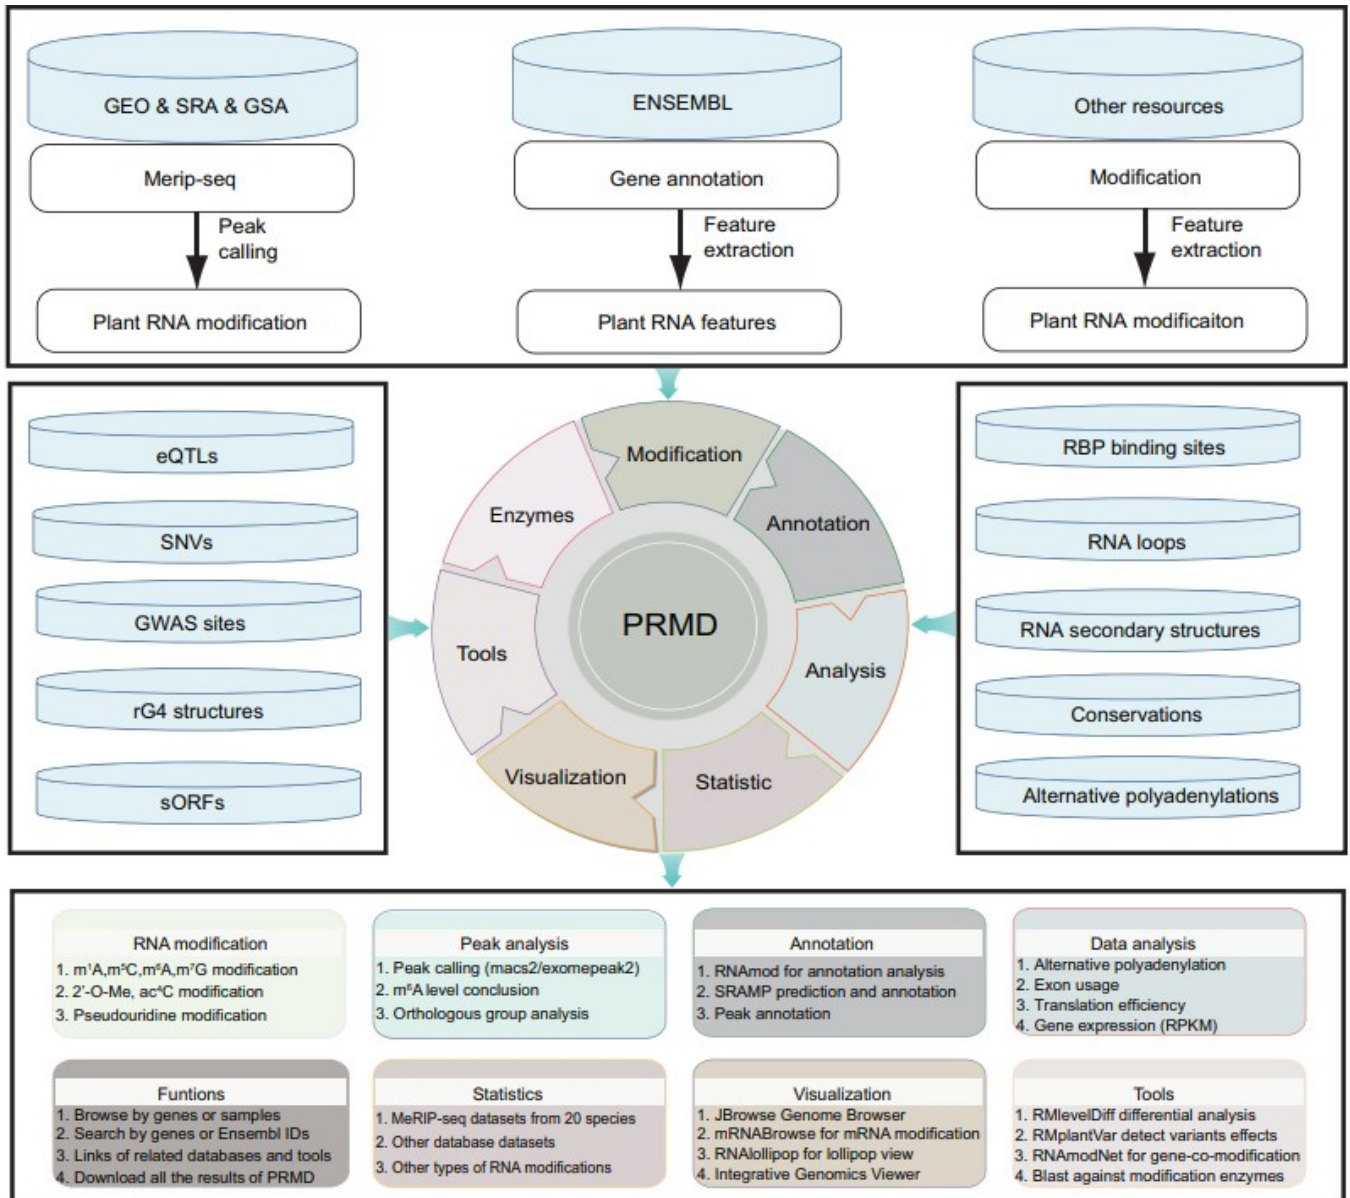 GEO & SRA & GSA
ENSEMBL
Other resources
Merip-seq
Gene annotation
Modification
Peak
calling
Feature
extraction
Feature
extraction
Plant RNA modification
Plant RNA features
Plant RNA modificaiton
eQTLs
SNVs
GWAS sites
rG4 structures
sORFs
Modification
Annotation
Analysis
Statistic
Visualization
Tools
Enzymes
PRMD
RBP binding sites
RNA loops
RNA secondary structures
Conservations
Alternative polyadenylations
RNA modification
1. m¹A,m⁵C,m⁶A,m⁷G modification
2. 2'-O-Me, ac⁴C modification
3. Pseudouridine modification
Peak analysis
1. Peak calling (macs2/exomepeak2)
2. m⁶A level conclusion
3. Orthologous group analysis
Annotation
1. RNAmod for annotation analysis
2. SRAMP prediction and annotation
3. Peak annotation
Data analysis
1. Alternative polyadenylation
2. Exon usage
3. Translation efficiency
4. Gene expression (RPKM)
Funtions
1. Browse by genes or samples
2. Search by genes or Ensembl IDs
3. Links of related databases and tools
4. Download all the results of PRMD
Statistics
1. MeRIP-seq datasets from 20 species
2. Other database datasets
3. Other types of RNA modifications
Visualization
1. JBrowse Genome Browser
2. mRNABrowse for mRNA modification
3. RNAlollipop for lollipop view
4. Integrative Genomics Viewer
Tools
1. RMlevelDiff differential analysis
2. RMplantVar detect variants effects
3. RNAmodNet for gene-co-modification
4. Blast against modification enzymes